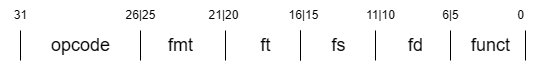 31 26|25 21|20 16|15 11|10 6|5 0
opcode fmt ft fs fd funct